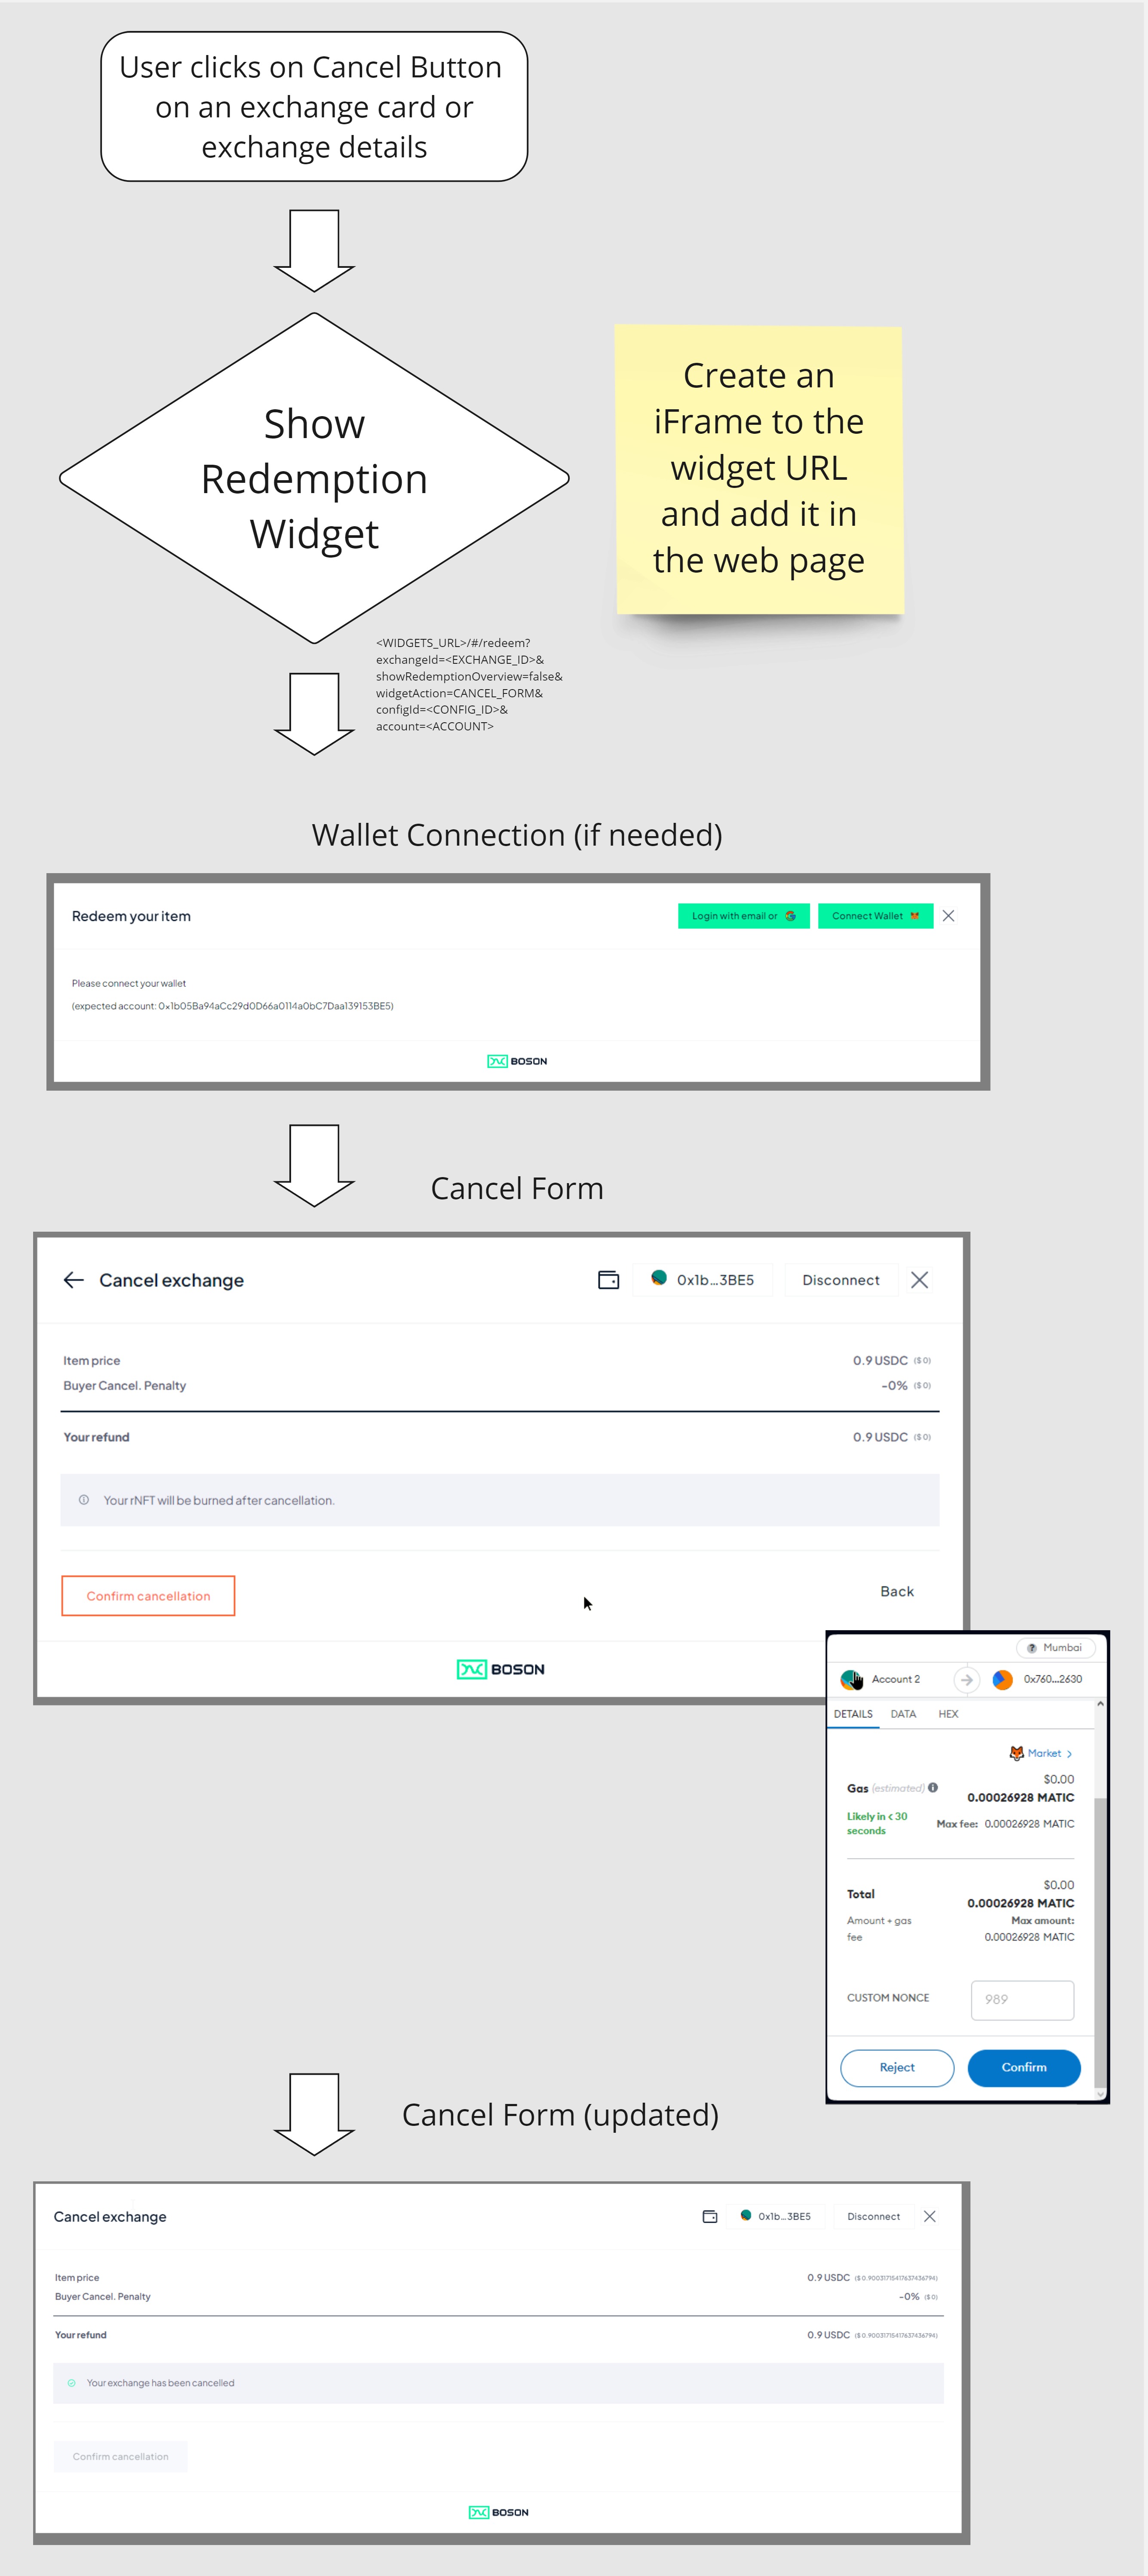 User clicks on Cancel Button
on an exchange card or
exchange details
Show
Redemption
Widget
Create an
iFrame to the
widget URL
and add it in
the web page
<WIDGETS_URL>/#/redeem?
exchangeId=<EXCHANGE_ID>&
showRedemptionOverview=false&
widgetAction=CANCEL_FORM&
configId=<CONFIG_ID>&
account=<ACCOUNT>
Wallet Connection (if needed)
Redeem your item
Login with email or
Connect Wallet
Please connect your wallet
(expected account: 0x1b05Ba94aCc29d0D66a0114a0bC7Daa139153BE5)
BOSON
Cancel Form
Cancel exchange
0x1b...3BE5
Disconnect
Item price 0.9 USDC ($ 0)
Buyer Cancel. Penalty -0% ($ 0)
Your refund 0.9 USDC ($ 0)
Your rNFT will be burned after cancellation.
Confirm cancellation
Back
BOSON
Mumbai
Account 2
0x760...2630
DETAILS DATA HEX
Market >
Gas (estimated) $0.00
0.00026928 MATIC
Likely in < 30
seconds
Max fee: 0.00026928 MATIC
Total $0.00
0.00026928 MATIC
Amount + gas
fee
Max amount:
0.00026928 MATIC
CUSTOM NONCE 989
Reject Confirm
Cancel Form (updated)
Cancel exchange
0x1b...3BE5
Disconnect
Item price 0.9 USDC ($ 0.90031715417637436794)
Buyer Cancel. Penalty -0% ($ 0)
Your refund 0.9 USDC ($ 0.90031715417637436794)
Your exchange has been cancelled
Confirm cancellation
BOSON